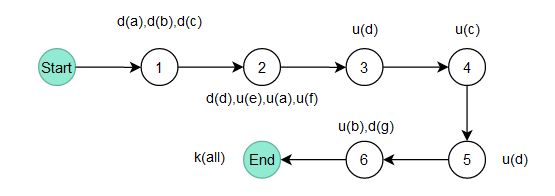 d(a),d(b),d(c)
u(d)
u(c)
Start
1
2
3
4
d(d),u(e),u(a),u(f)
u(b),d(g)
k(all)
End
6
5
u(d)